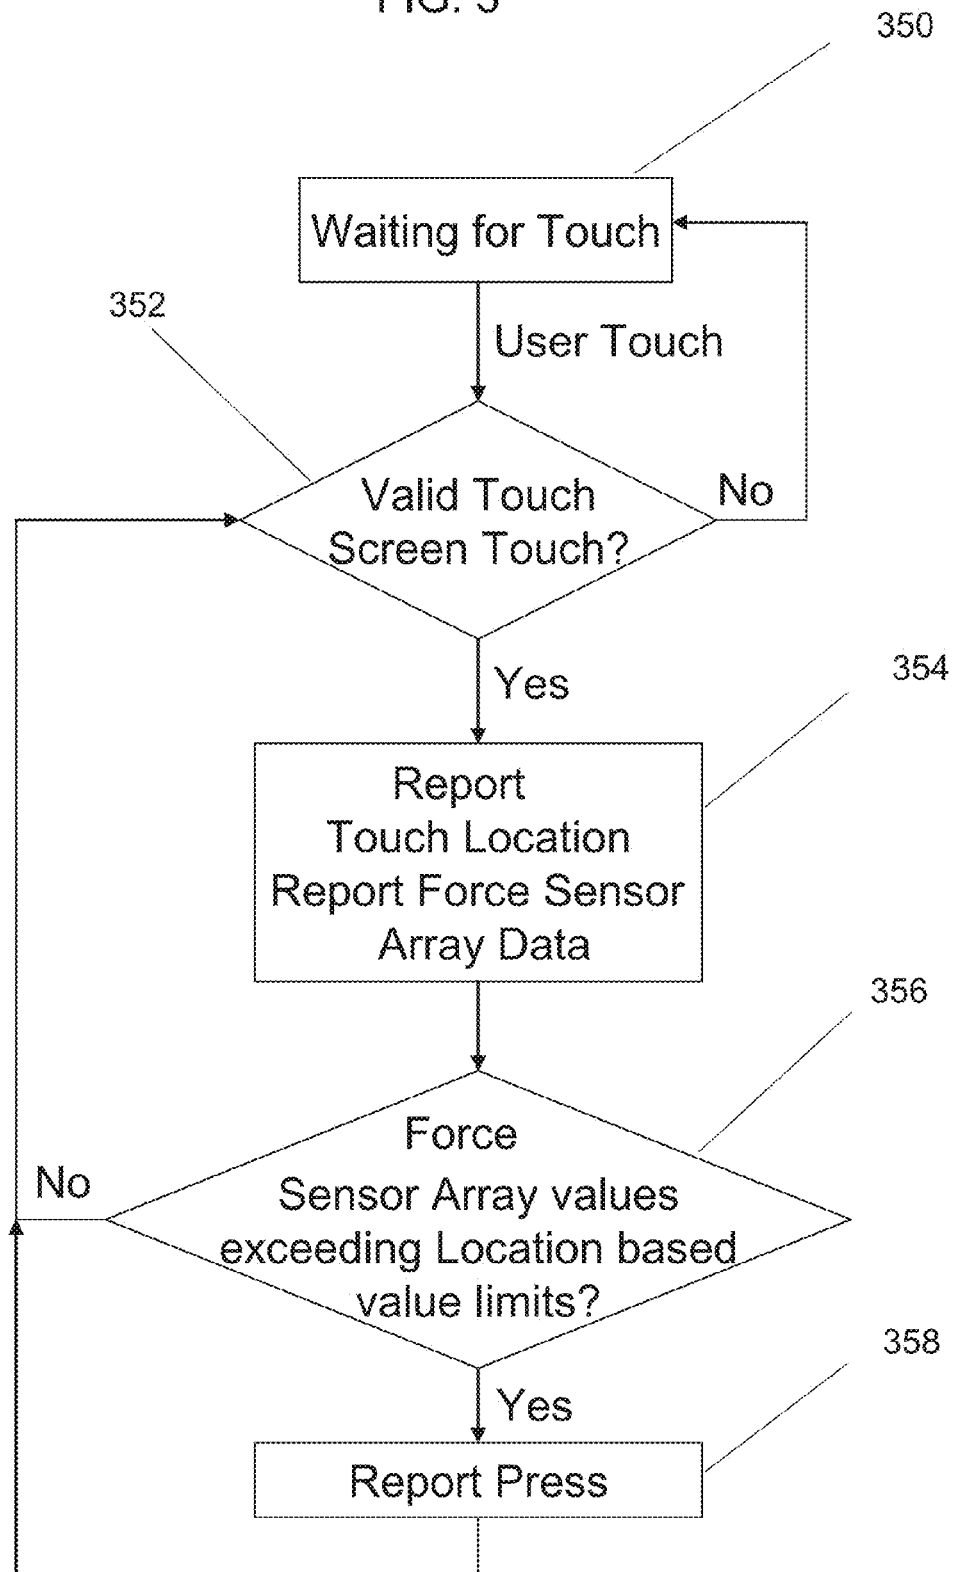 350
Waiting for Touch
352
User Touch
Valid Touch
Screen Touch?
No
Yes
354
Report
Touch Location
Report Force Sensor
Array Data
356
Force
Sensor Array values
exceeding Location based
value limits?
No
358
Yes
Report Press